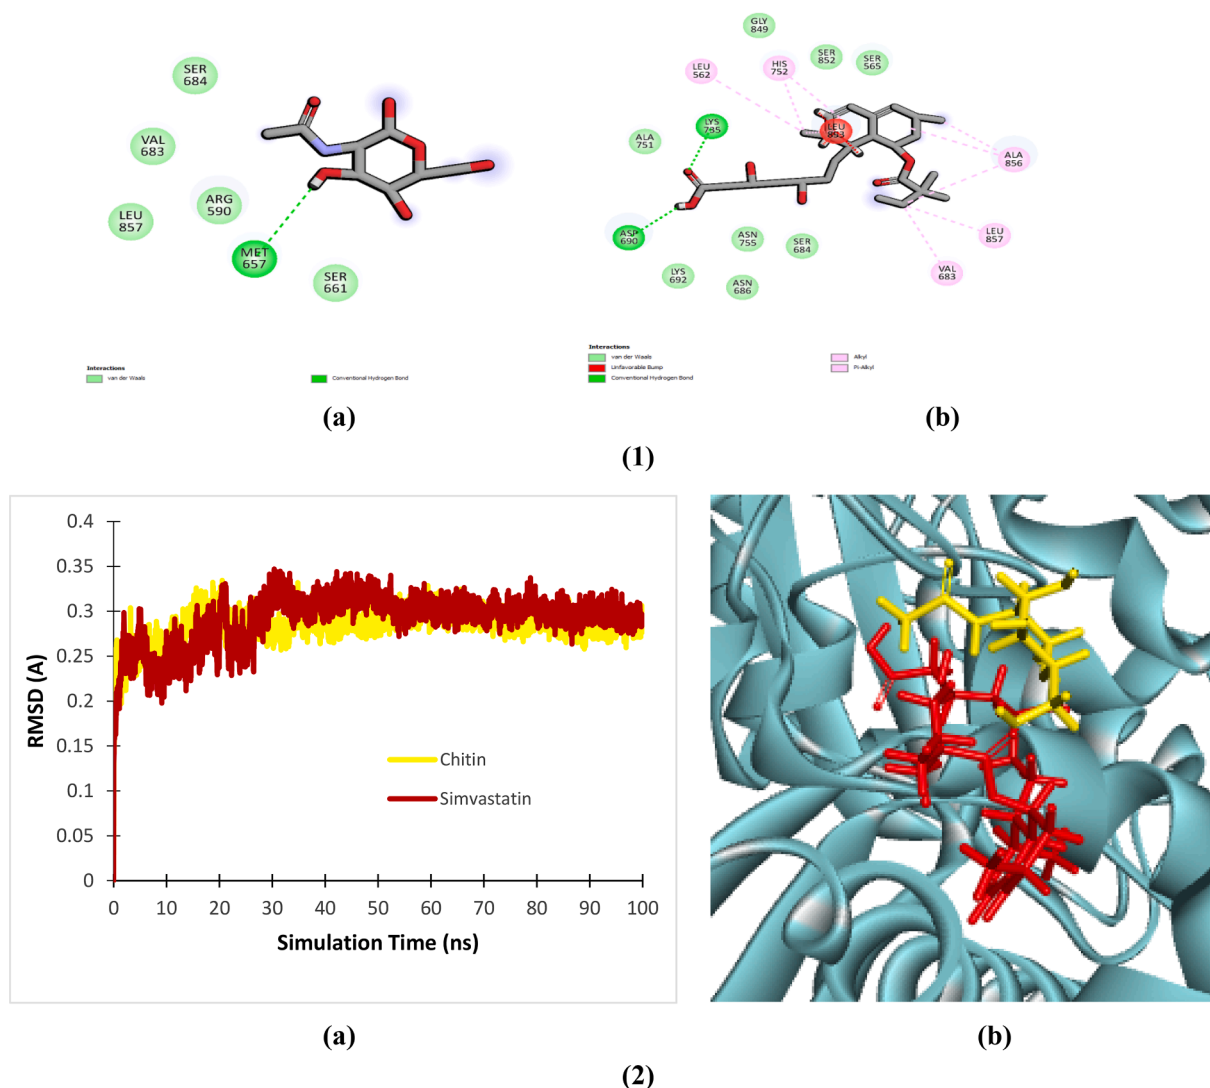 SER
684
VAL
683
ARG
590
LEU
857
MET
657
SER
661
Interactions
van der Waals
Conventional Hydrogen Bond
(a)
GLY
849
LEU
562
HIS
752
SER
852
SER
565
LYS
735
LEU
853
ALA
751
ALA
856
ASP
690
ASN
755
SER
684
LEU
857
LYS
692
ASN
686
VAL
683
Interactions
van der Waals
Unfavorable Bump
Conventional Hydrogen Bond
Alkyl
Pi-Alkyl
(b)
(1)
RMSD (A)
0.4
0.35
0.3
0.25
0.2
0.15
0.1
0.05
0
Chitin
Simvastatin
0 10 20 30 40 50 60 70 80 90 100
Simulation Time (ns)
(a)
(b)
(2)